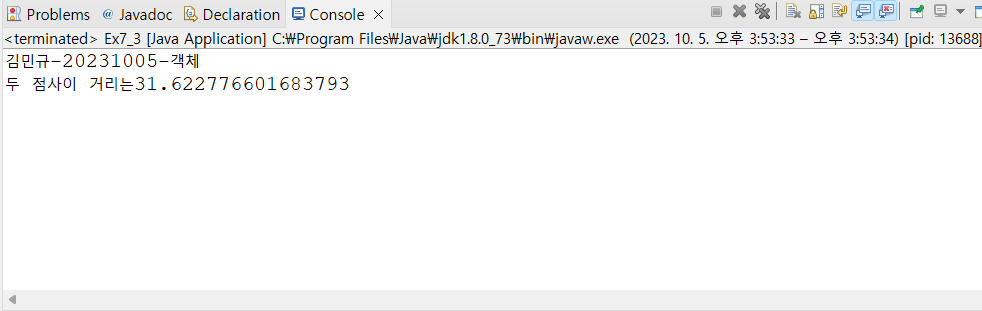 Problems @ Javadoc Declaration Console
<terminated> Ex7_3 [Java Application] C:₩Program Files₩Java₩jdk1.8.0_73₩bin₩javaw.exe (2023. 10. 5. 오후 3:53:33 – 오후 3:53:34) [pid: 13688]
김민규-20231005-객체
두 점사이 거리는31.622776601683793